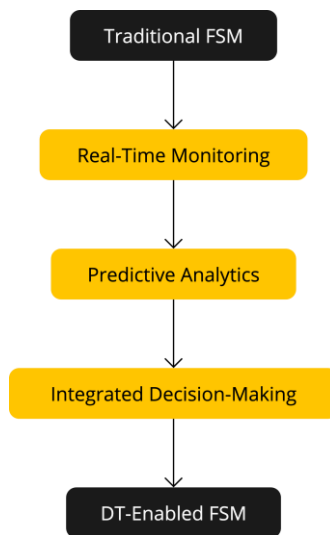 Traditional FSM
Real-Time Monitoring
Predictive Analytics
Integrated Decision-Making
DT-Enabled FSM